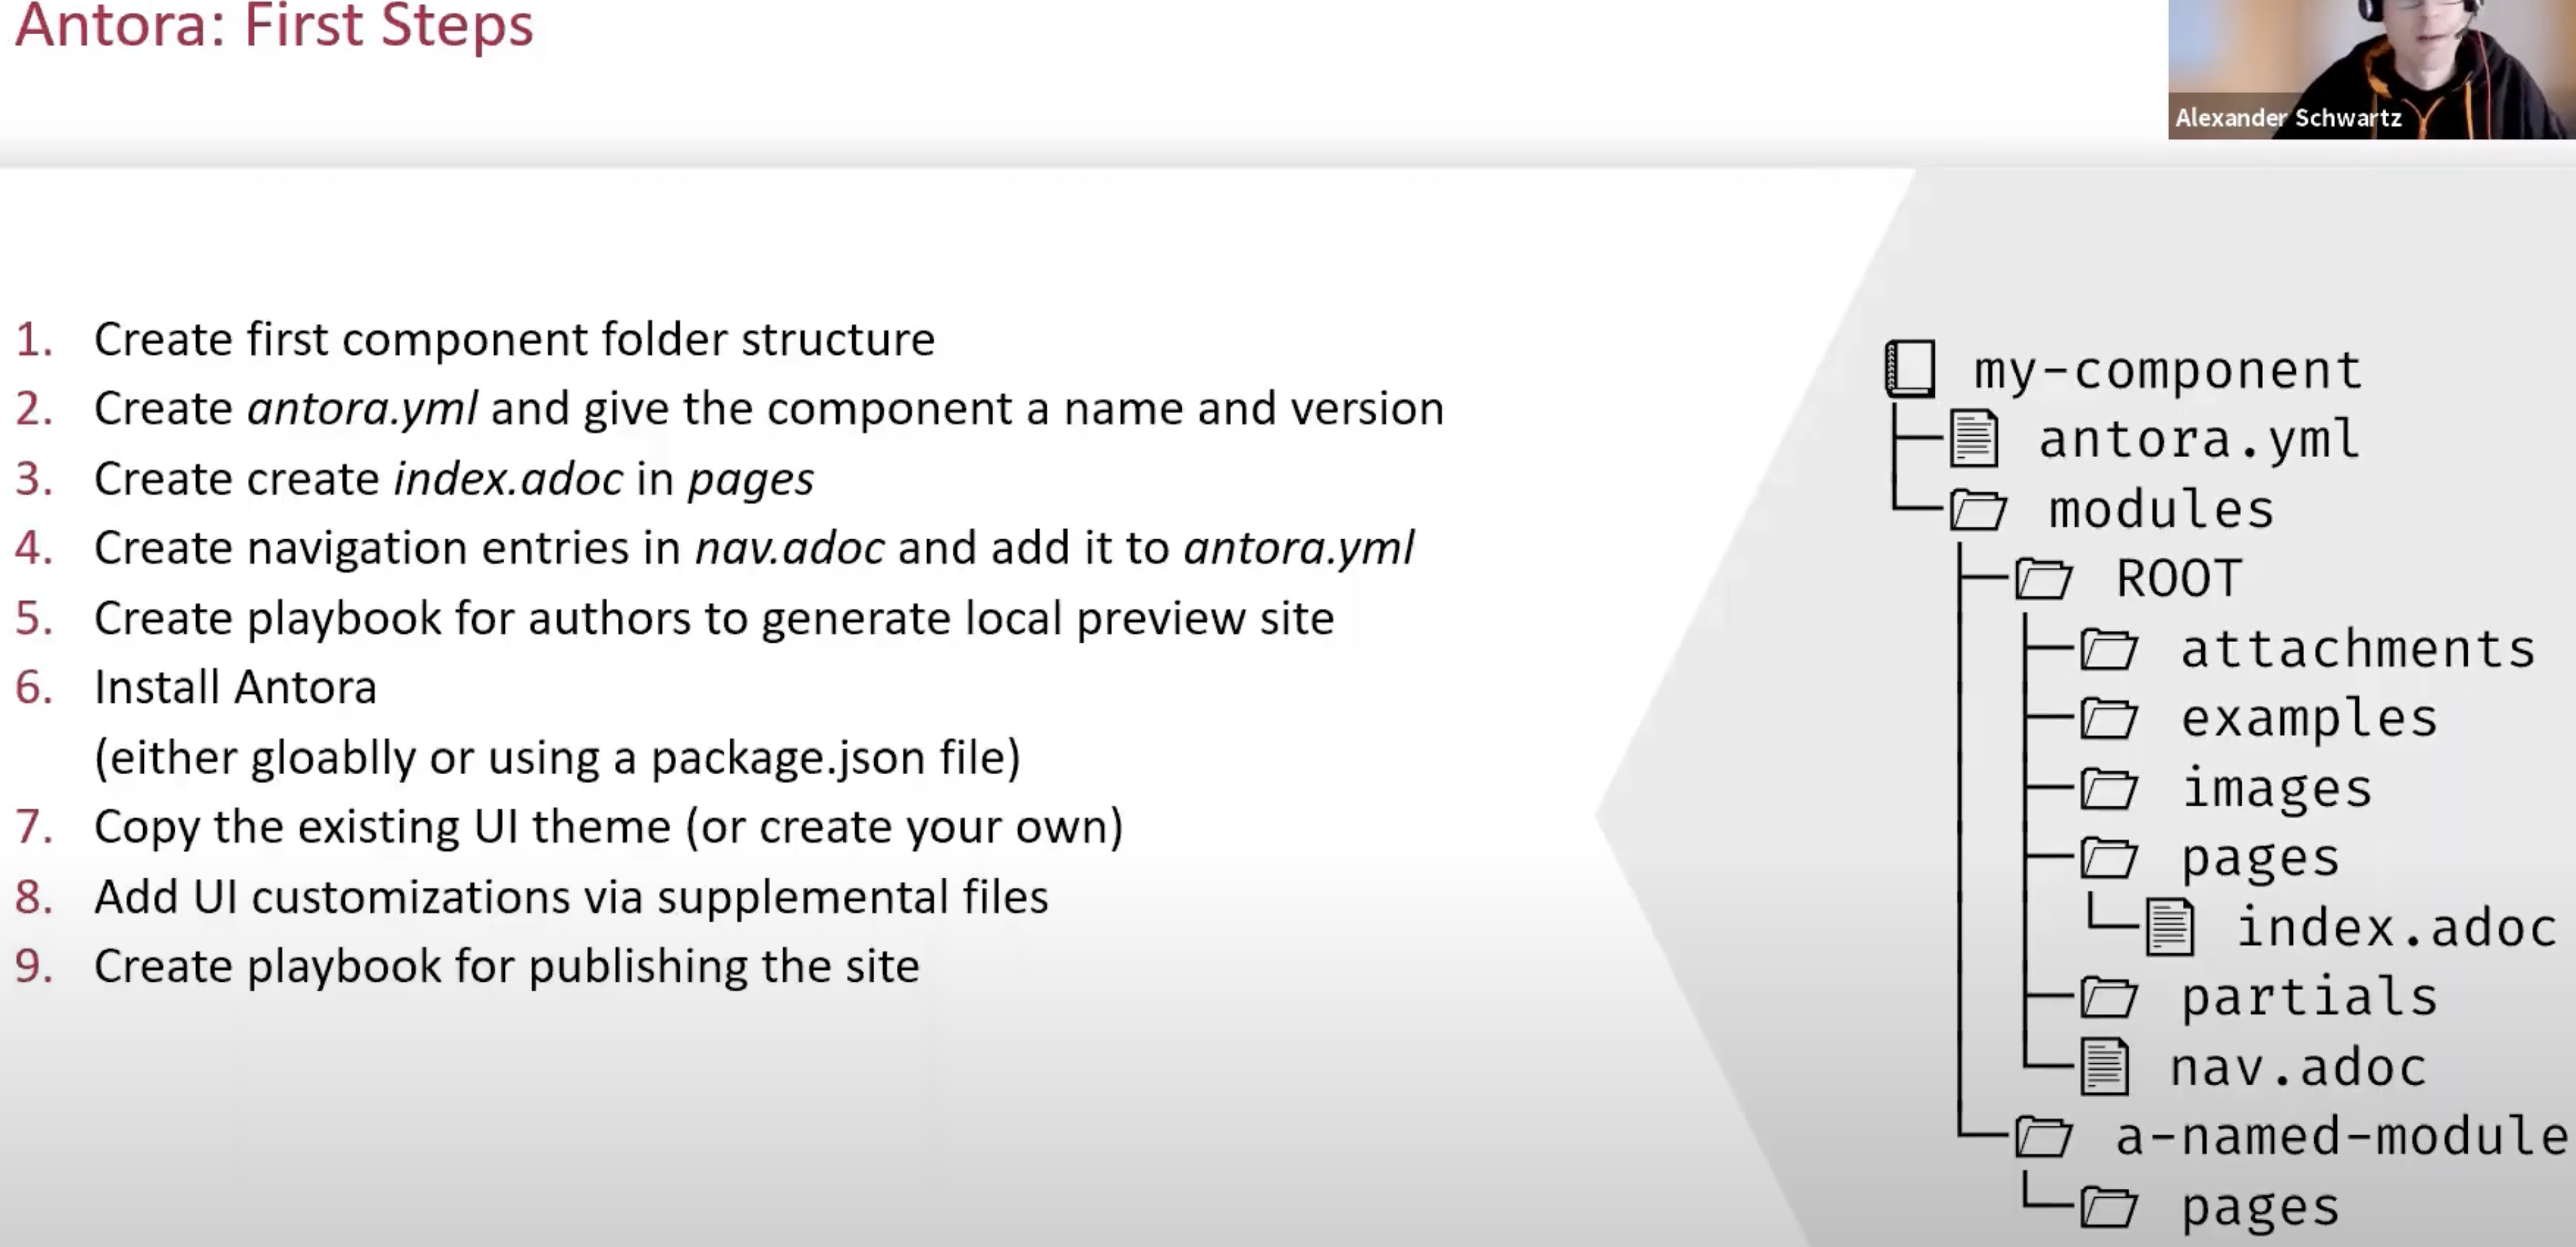 Antora: First Steps
Alexander Schwartz
1. Create first component folder structure
2. Create antora.yml and give the component a name and version
3. Create create index.adoc in pages
4. Create navigation entries in nav.adoc and add it to antora.yml
5. Create playbook for authors to generate local preview site
6. Install Antora
(either gloablly or using a package.json file)
7. Copy the existing UI theme (or create your own)
8. Add UI customizations via supplemental files
9. Create playbook for publishing the site
my-component
antora.yml
modules
ROOT
attachments
examples
images
pages
index.adoc
partials
nav.adoc
a-named-module
pages